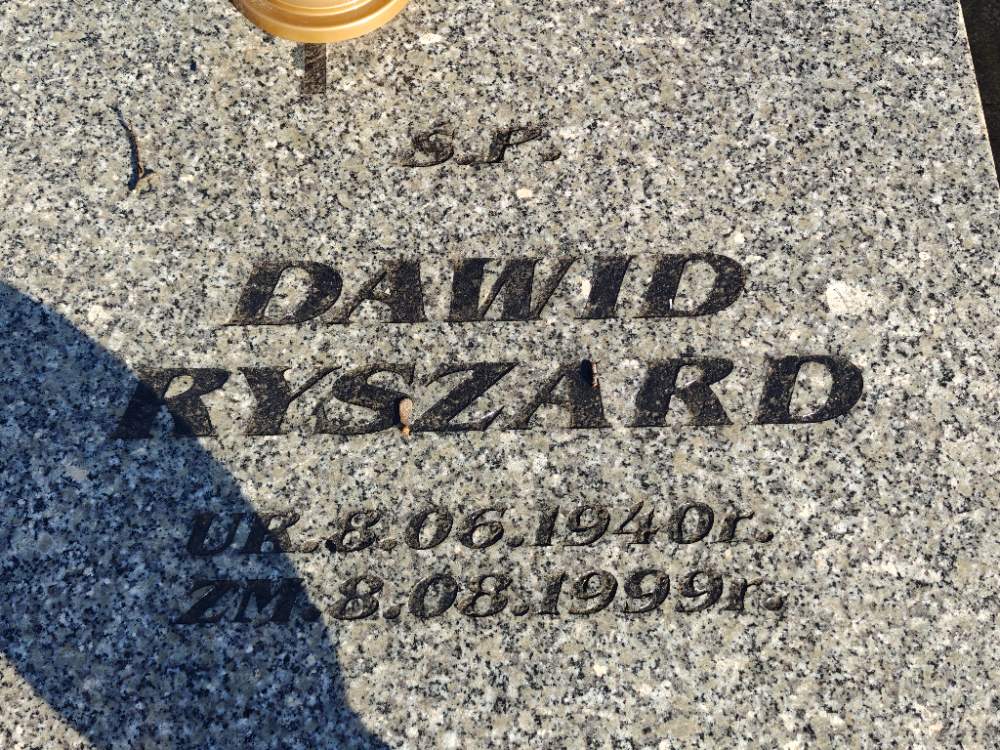 S.P.
DAWID
RYSZARD
UR.8.06.1940r.
ZM.8.08.1999r.